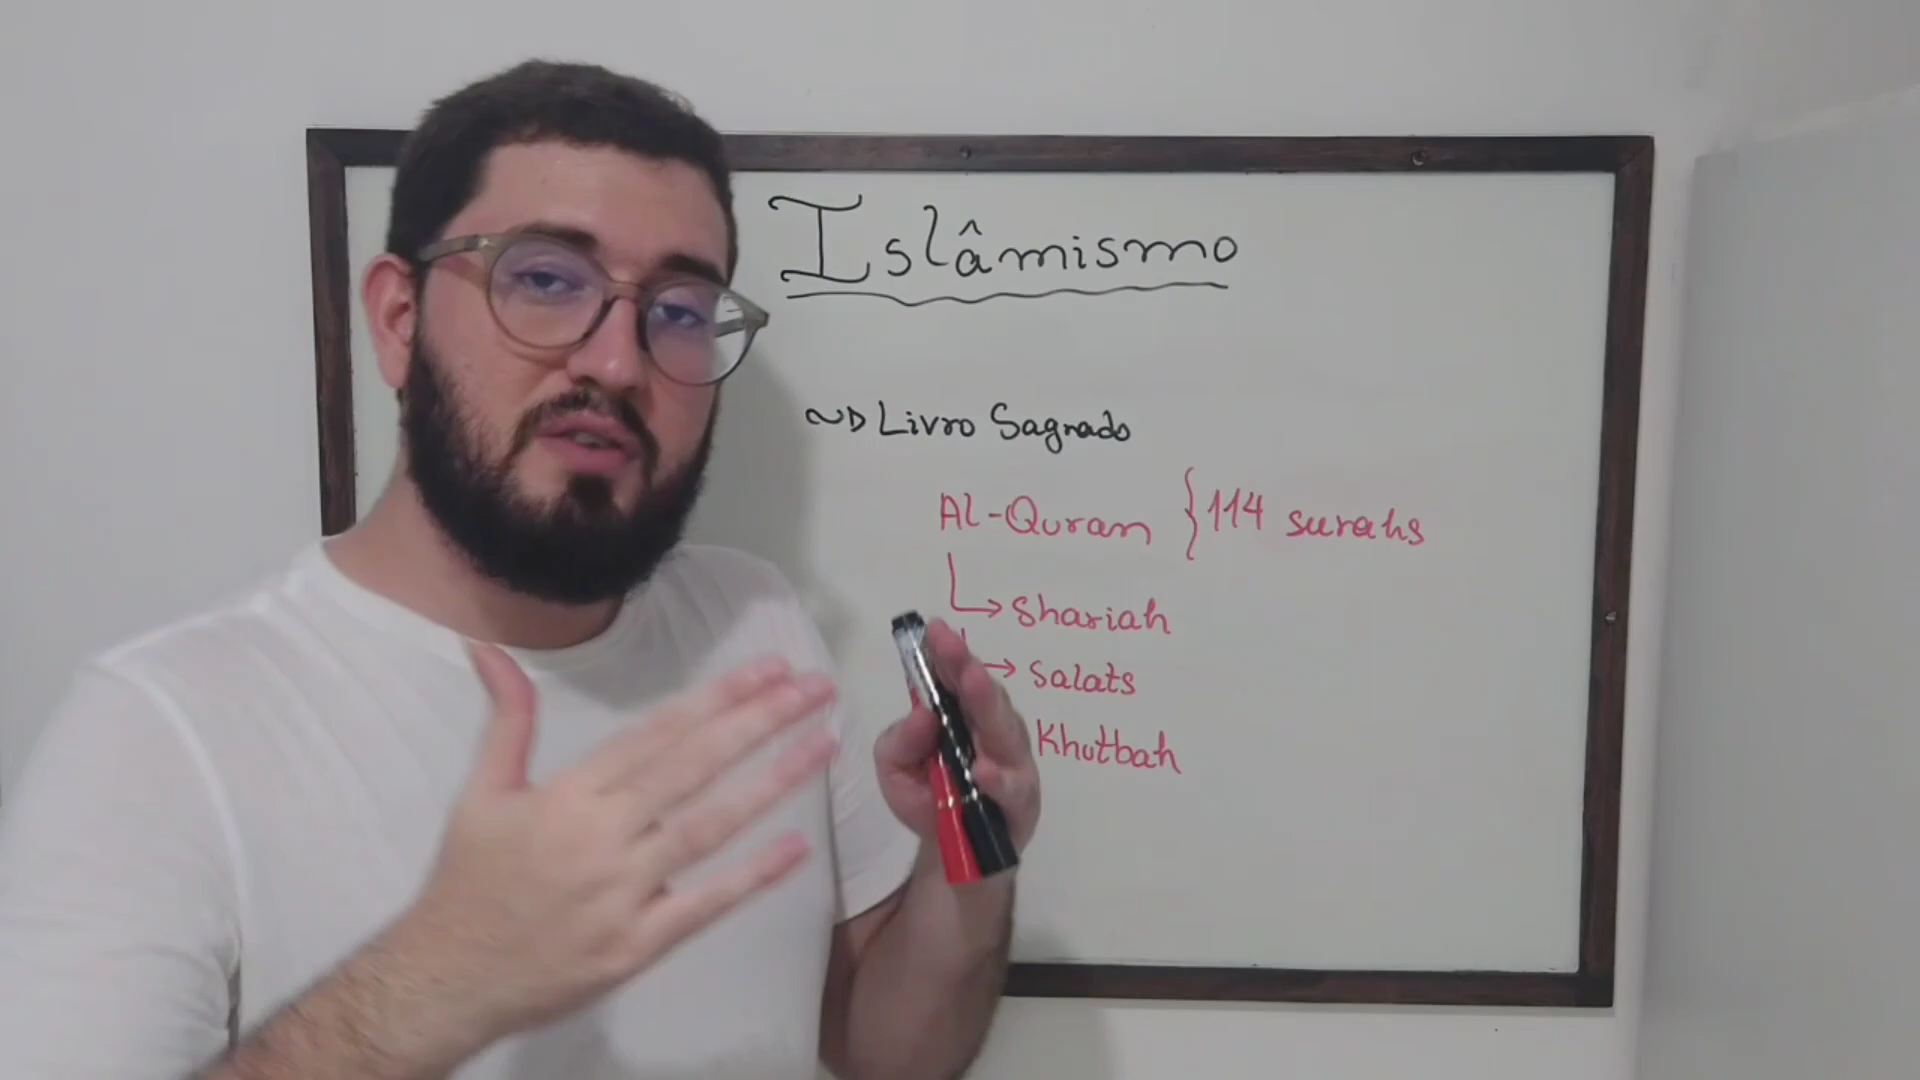 Islâmismo
~> Livro Sagrado
Al-Quran } 114 surahs
↳ Shariah
→ Salats
Khutbah